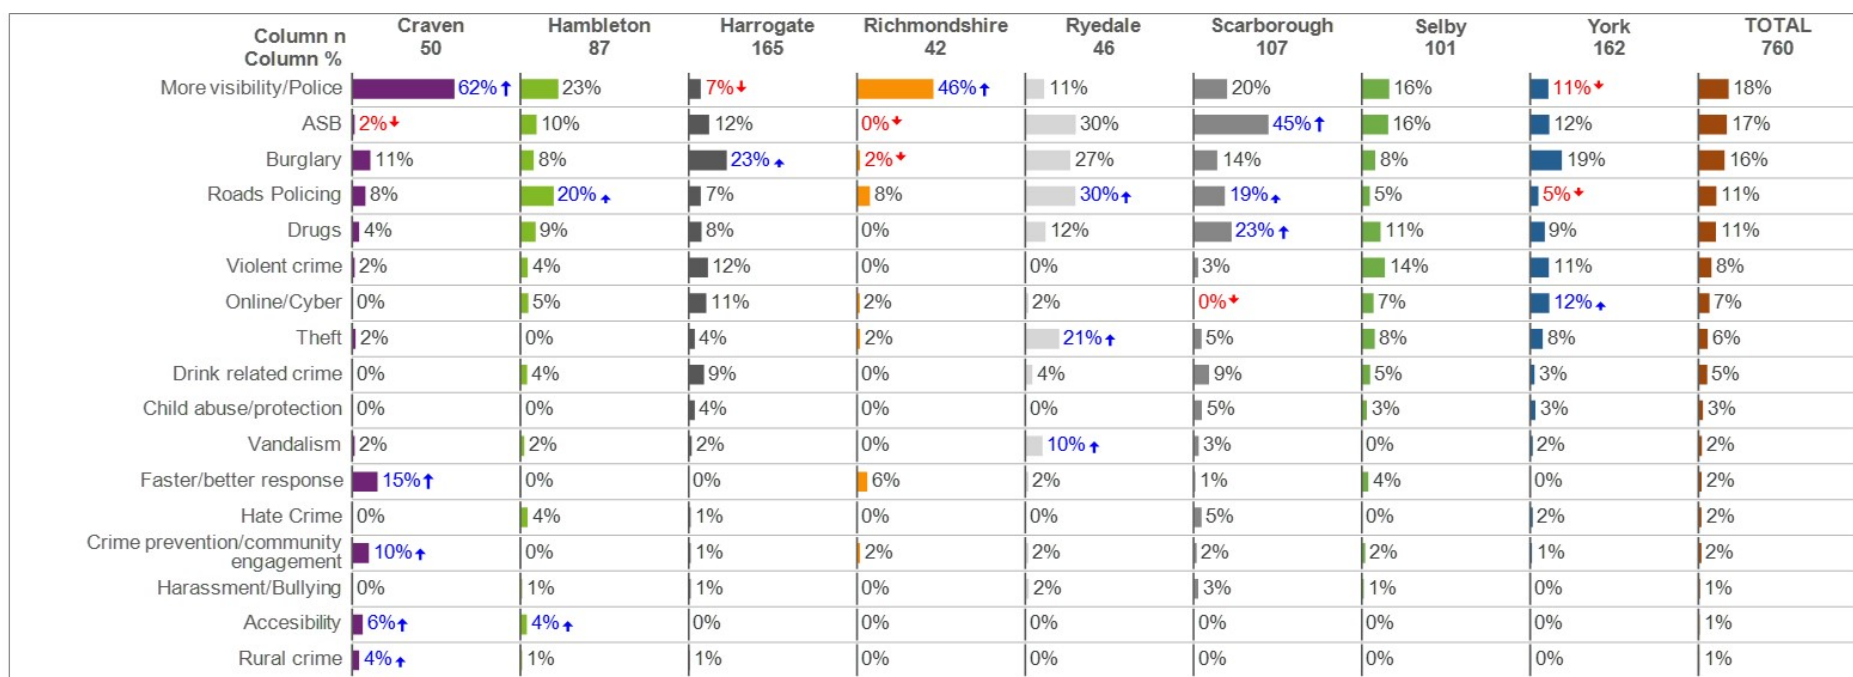 Column n
Column %
Craven Hambleton Harrogate Richmondshire Ryedale Scarborough Selby York TOTAL
50 87 165 42 46 107 101 162 760
More visibility/Police 62% 23% 7% 46% 11% 20% 16% 11% 18%
ASB 2% 10% 12% 0% 30% 45% 16% 12% 17%
Burglary 11% 8% 23% 2% 27% 14% 8% 19% 16%
Roads Policing 8% 20% 7% 8% 30% 19% 5% 5% 11%
Drugs 4% 9% 8% 0% 12% 23% 11% 9% 11%
Violent crime 2% 4% 12% 0% 0% 3% 14% 11% 8%
Online/Cyber 0% 5% 11% 2% 2% 0% 7% 12% 7%
Theft 2% 0% 4% 2% 21% 5% 8% 8% 6%
Drink related crime 0% 4% 9% 0% 4% 9% 5% 3% 5%
Child abuse/protection 0% 0% 4% 0% 0% 5% 3% 3% 3%
Vandalism 2% 2% 2% 0% 10% 3% 0% 2% 2%
Faster/better response 15% 0% 0% 6% 2% 1% 4% 0% 2%
Hate Crime 0% 4% 1% 0% 0% 5% 0% 2% 2%
Crime prevention/community
engagement 10% 0% 1% 2% 2% 2% 2% 1% 2%
Harassment/Bullying 0% 1% 1% 0% 2% 3% 1% 0% 1%
Accesibility 6% 4% 0% 0% 0% 0% 0% 0% 1%
Rural crime 4% 1% 1% 0% 0% 0% 0% 0% 1%